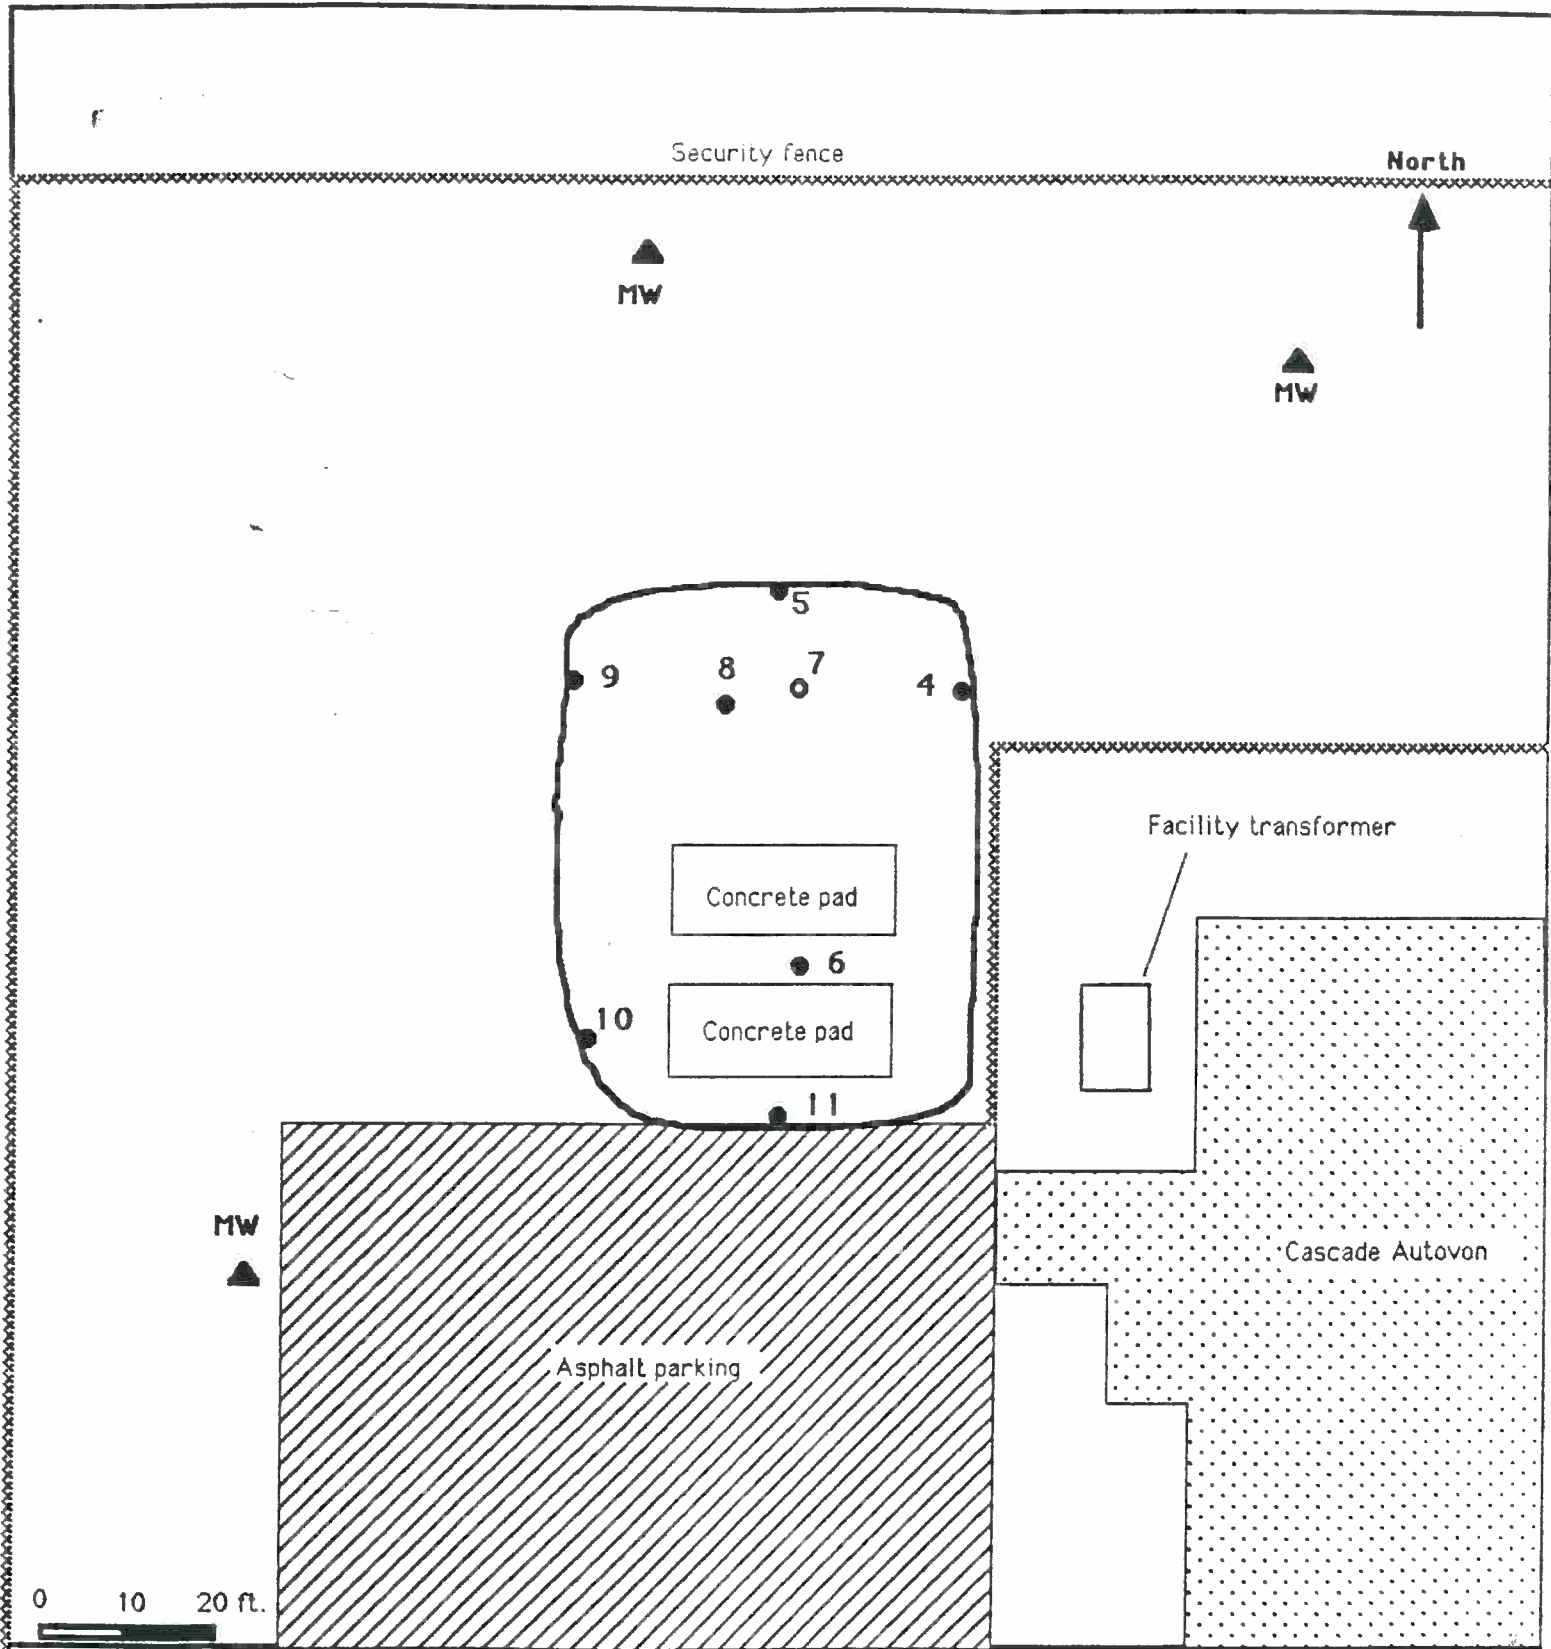 Security fence
North
MW
MW
5
9
8
7
4
Facility transformer
Concrete pad
6
10
Concrete pad
11
MW
Cascade Autovon
Asphalt parking
0 10 20 ft.